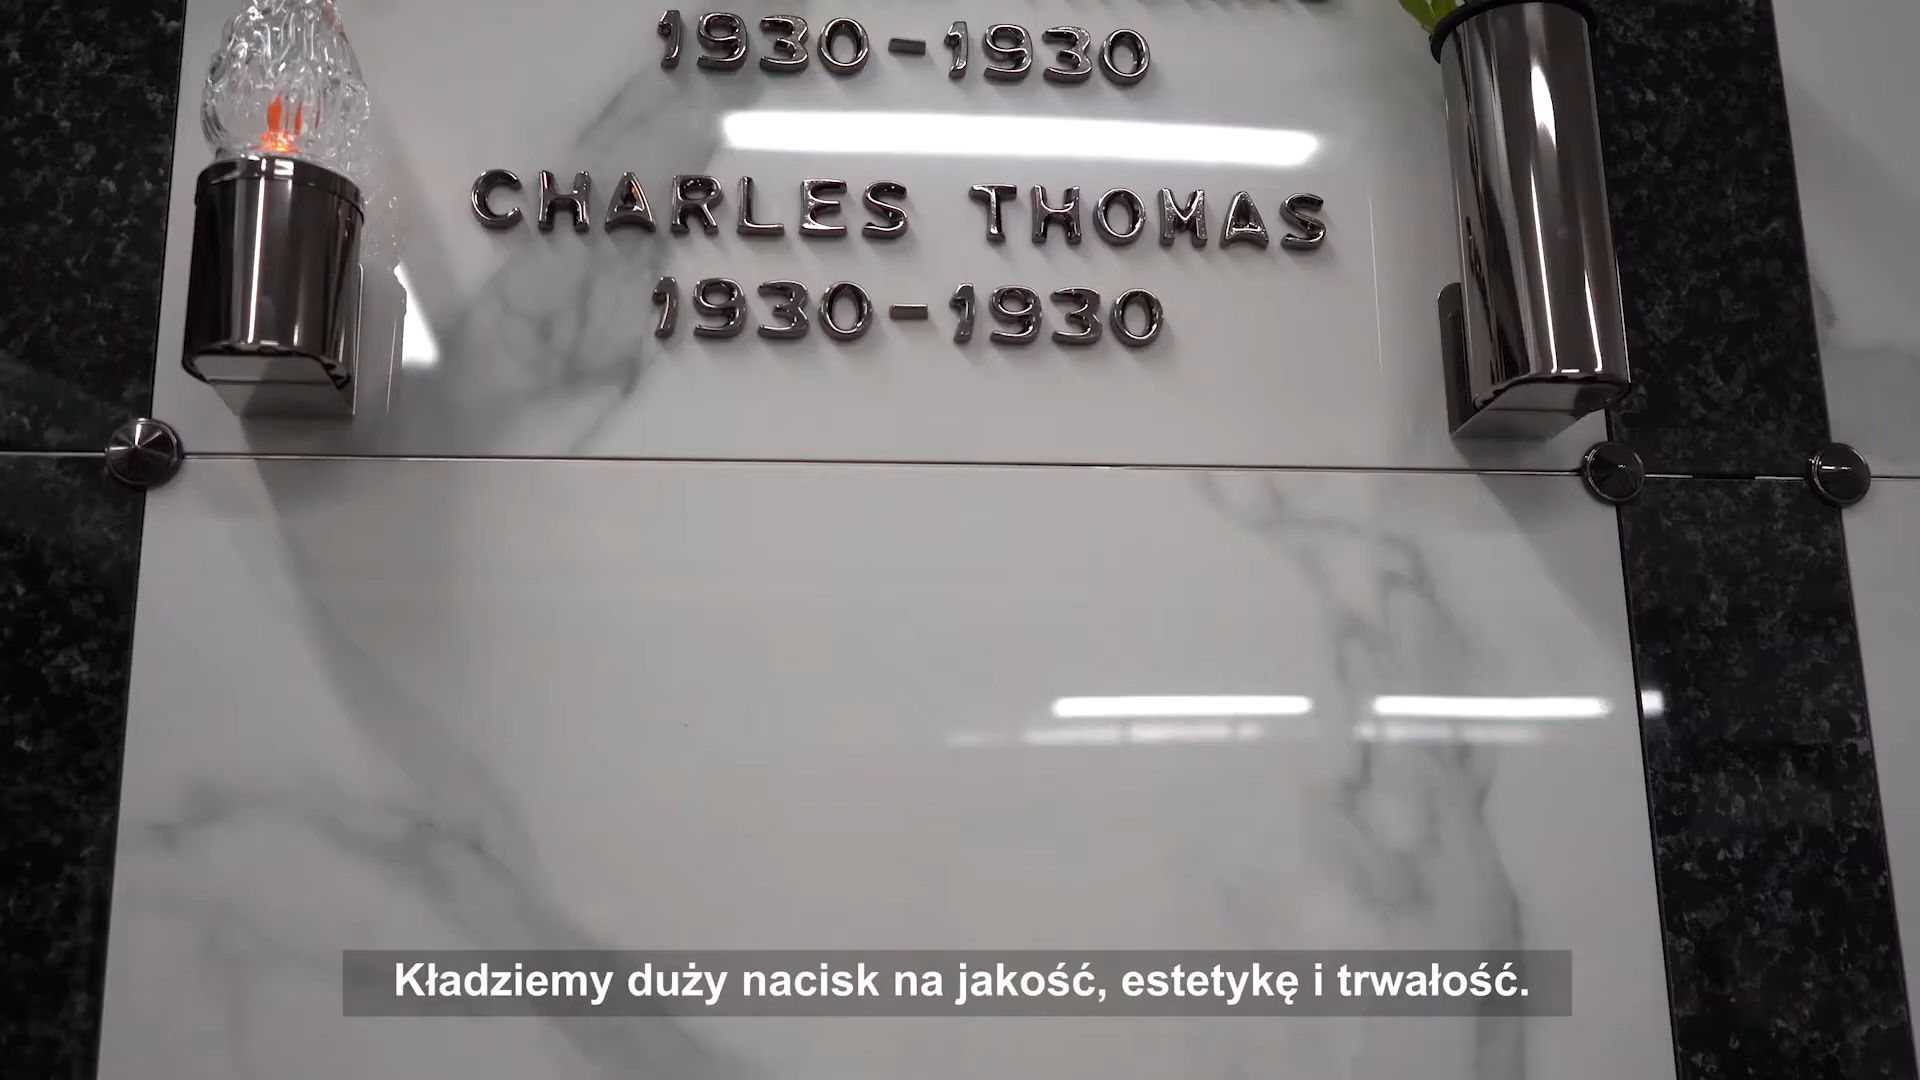 1930-1930
CHARLES THOMAS
1930-1930
Kładziemy duży nacisk na jakość, estetykę i trwałość.